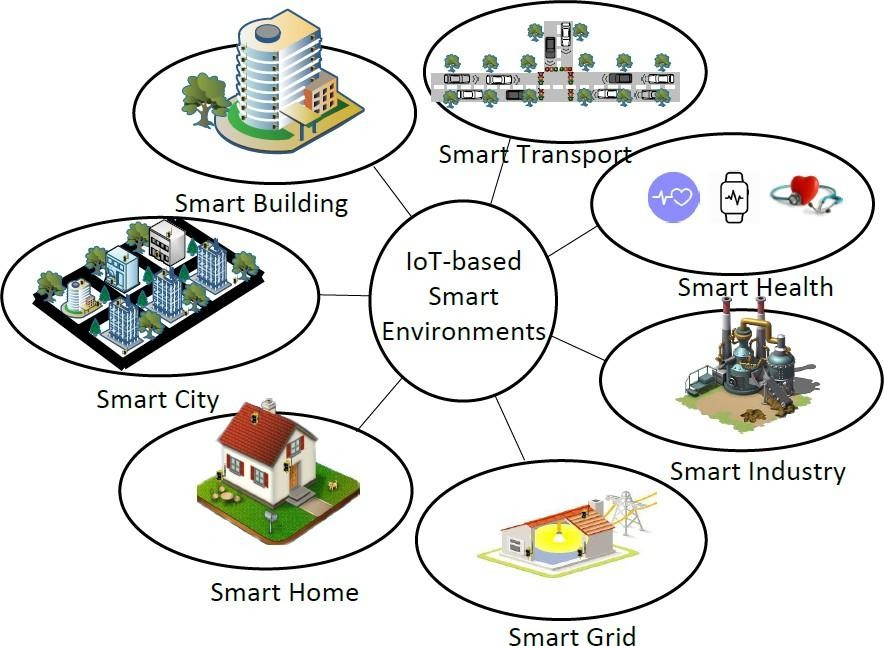 Smart Transport
Smart Building
IoT-based
Smart
Environments
Smart Health
Smart City
Smart Industry
Smart Home
Smart Grid